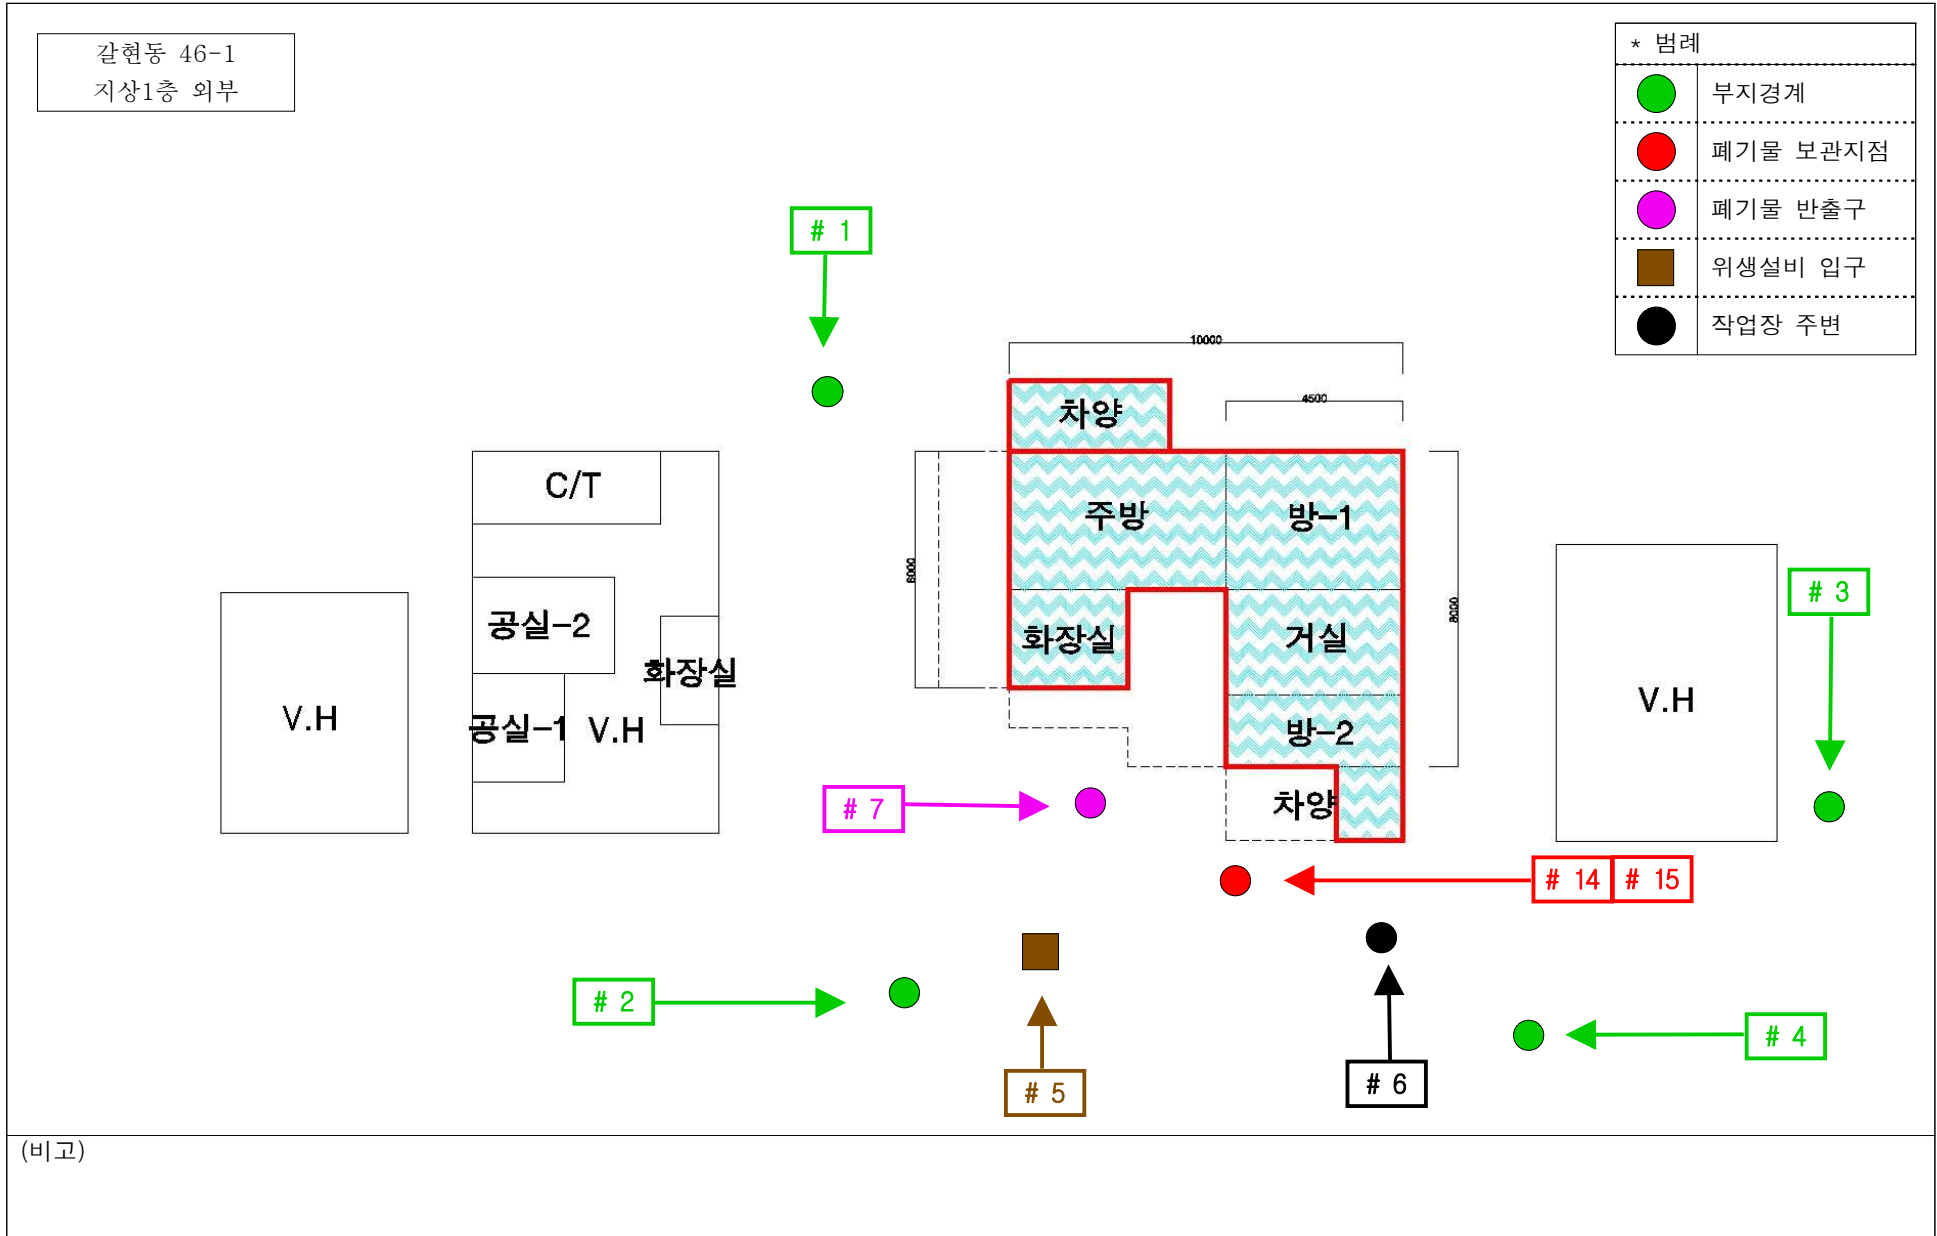 갈현동 46-1
지상1층 외부
* 범례
부지경계
폐기물 보관지점
폐기물 반출구
위생설비 입구
작업장 주변
# 1
10000
4500
차양
C/T
주방
방-1
6000
8000
# 3
공실-2
화장실
화장실
거실
V.H
V.H
공실-1
V.H
방-2
# 7
차양
# 14
# 15
# 2
# 4
# 5
# 6
(비고)